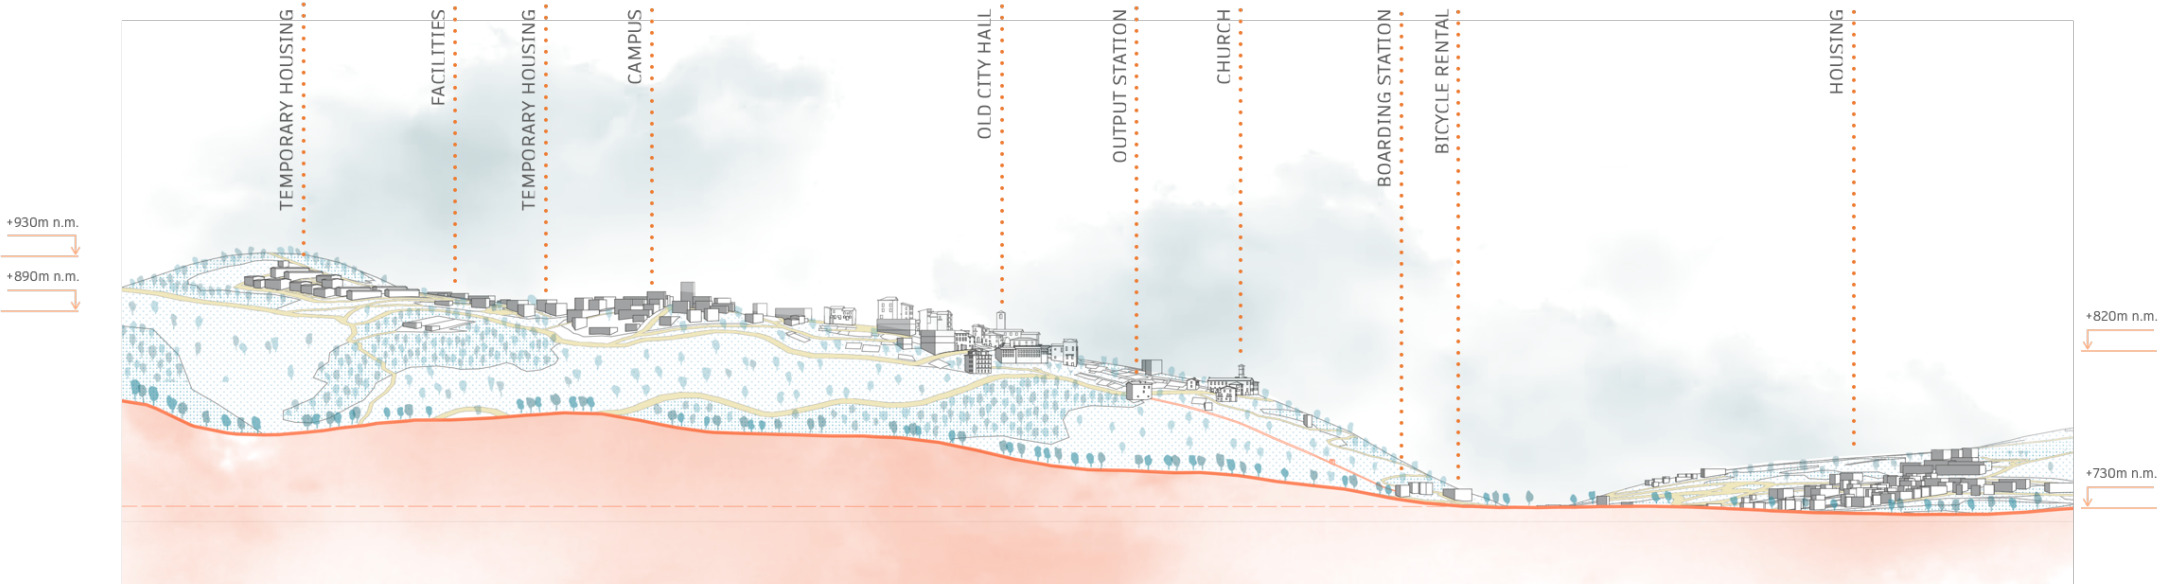 TEMPORARY HOUSING
FACILITIES
TEMPORARY HOUSING
CAMPUS
OLD CITY HALL
OUTPUT STATION
CHURCH
BOARDING STATION
BICYCLE RENTAL
HOUSING
+930m n.m.
+890m n.m.
+820m n.m.
+730m n.m.